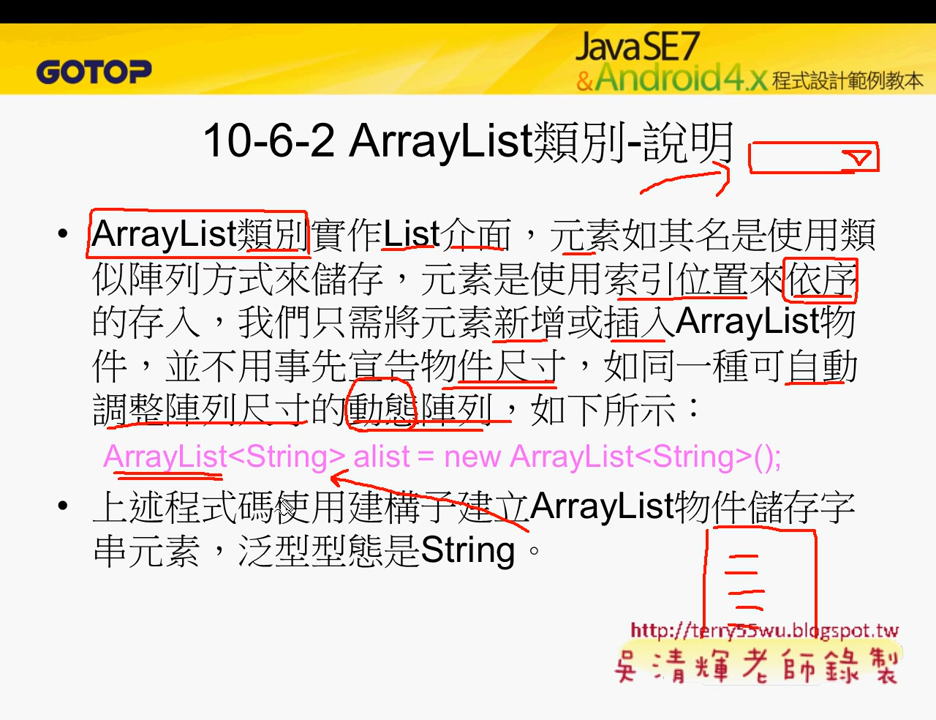 GOTOP
JavaSE7
&Android4.x 程式設計範例教本
10-6-2 ArrayList類別-說明
• ArrayList類別實作List介面，元素如其名是使用類
似陣列方式來儲存，元素是使用索引位置來依序
的存入，我們只需將元素新增或插入ArrayList物
件，並不用事先宣告物件尺寸，如同一種可自動
調整陣列尺寸的動態陣列，如下所示：
ArrayList<String> alist = new ArrayList<String>();
• 上述程式碼使用建構子建立ArrayList物件儲存字
串元素，泛型型態是String。
http://terry55wu.blogspot.tw
吳清輝老師錄製